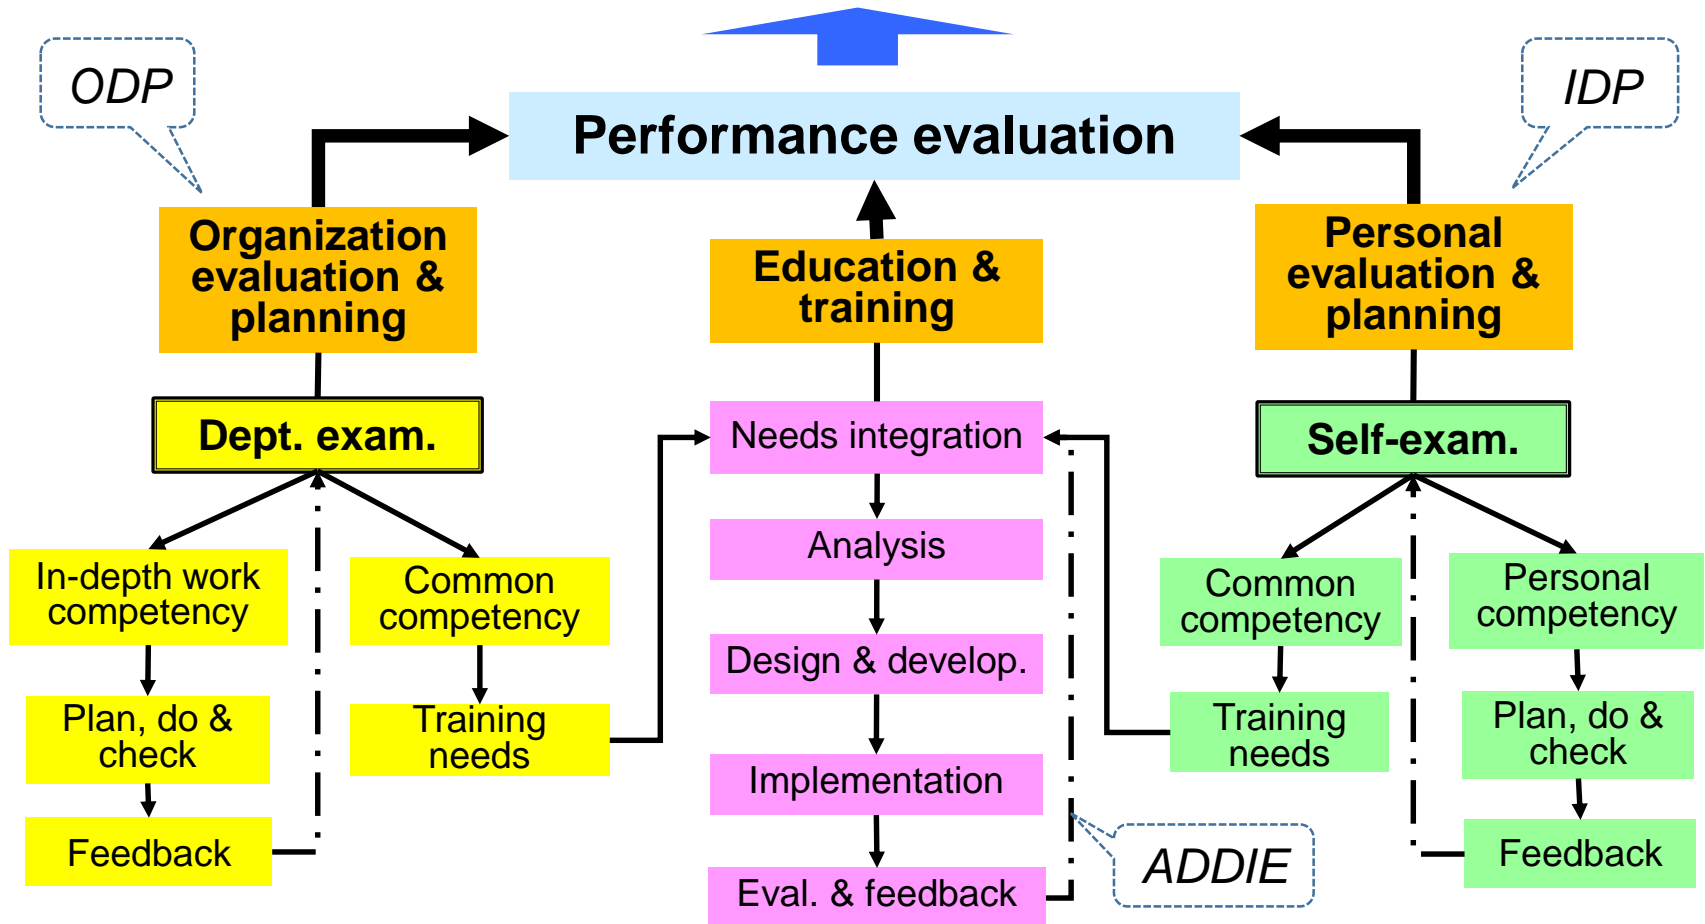 ODP
IDP
Performance evaluation
Organization
evaluation &
planning
Education &
training
Personal
evaluation &
planning
Dept. exam.
Needs integration
Self-exam.
In-depth work
competency
Common
competency
Analysis
Common
competency
Personal
competency
Plan, do &
check
Training
needs
Design & develop.
Training
needs
Plan, do &
check
Implementation
Feedback
Eval. & feedback
ADDIE
Feedback